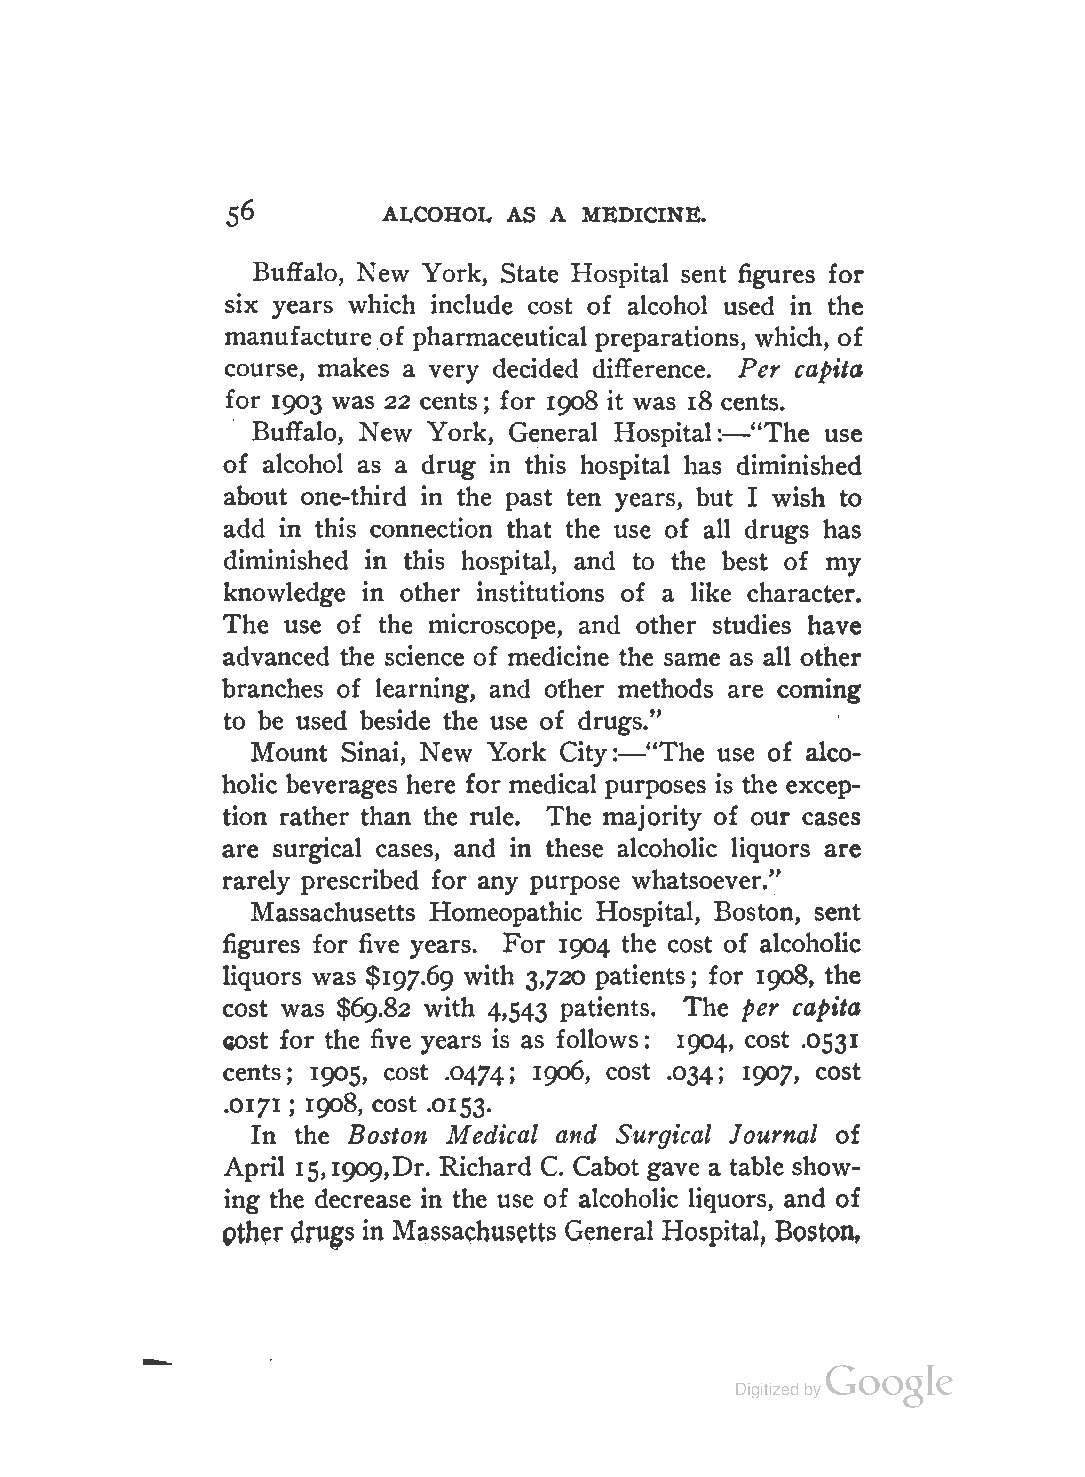 56 ALCOHOL AS A MEDICINE.
Buffalo, New York, State Hospital sent figures for
six years which include cost of alcohol used in the
manufacture of pharmaceutical preparations, which, of
course, makes a very decided difference. Per capita
for 1903 was 22 cents; for 1908 it was 18 cents.
Buffalo, New York, General Hospital:—“The use
of alcohol as a drug in this hospital has diminished
about one-third in the past ten years, but I wish to
add in this connection that the use of all drugs has
diminished in this hospital, and to the best of my
knowledge in other institutions of a like character.
The use of the microscope, and other studies have
advanced the science of medicine the same as all other
branches of learning, and other methods are coming
to be used beside the use of drugs.”
Mount Sinai, New York City:—“The use of alco-
holic beverages here for medical purposes is the excep-
tion rather than the rule. The majority of our cases
are surgical cases, and in these alcoholic liquors are
rarely prescribed for any purpose whatsoever.”
Massachusetts Homeopathic Hospital, Boston, sent
figures for five years. For 1904 the cost of alcoholic
liquors was $197.69 with 3,720 patients; for 1908, the
cost was $69.82 with 4,543 patients. The per capita
cost for the five years is as follows: 1904, cost .0531
cents; 1905, cost .0474; 1906, cost .034; 1907, cost
.0171; 1908, cost .0153.
In the Boston Medical and Surgical Journal of
April 15, 1909, Dr. Richard C. Cabot gave a table show-
ing the decrease in the use of alcoholic liquors, and of
other drugs in Massachusetts General Hospital, Boston,
Digitized by Google